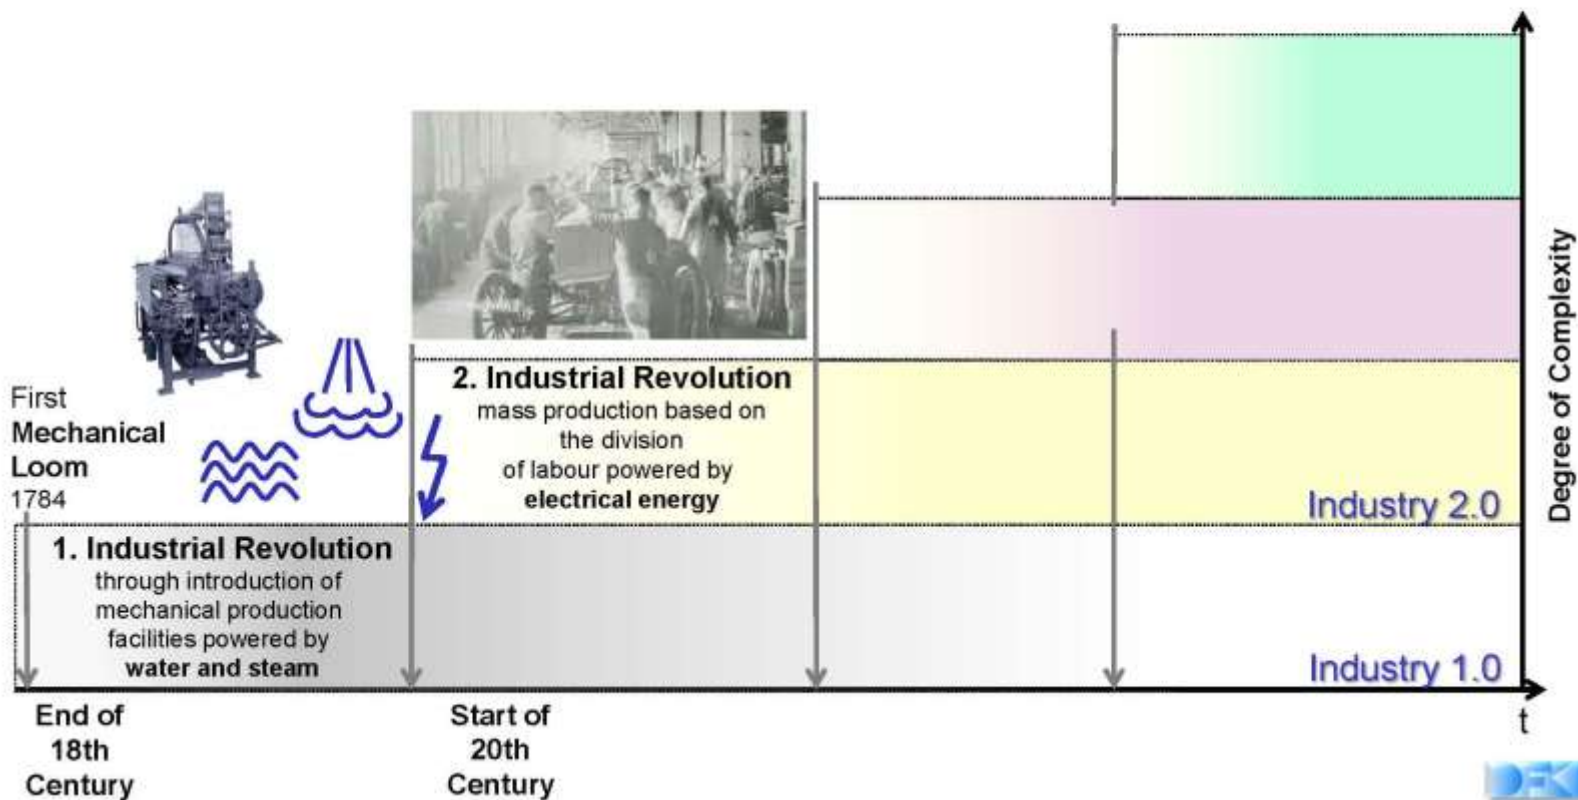 First
Mechanical
Loom
1784
1. Industrial Revolution
through introduction of
mechanical production
facilities powered by
water and steam
End of
18th
Century
2. Industrial Revolution
mass production based on
the division
of labour powered by
electrical energy
Start of
20th
Century
Industry 2.0
Industry 1.0
Degree of Complexity
t
DFK